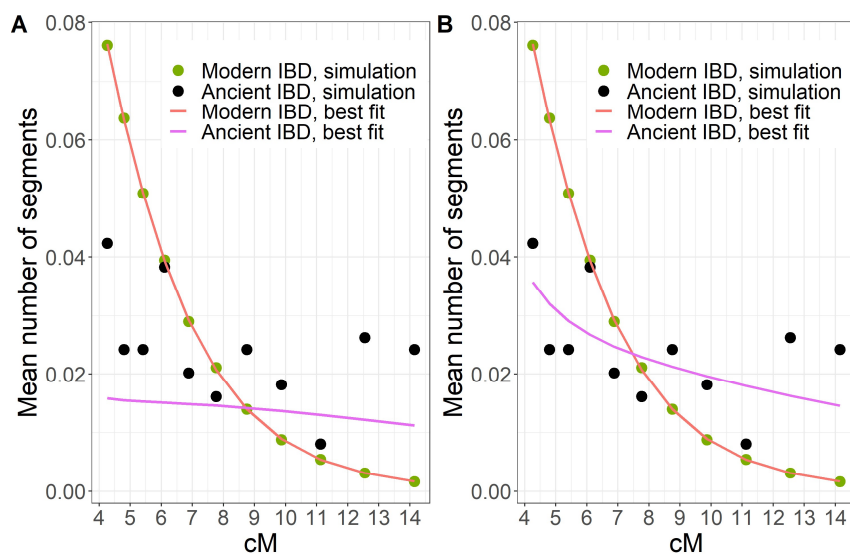 A
Mean number of segments
0.08
0.06
0.04
0.02
0.00
Modern IBD, simulation
Ancient IBD, simulation
Modern IBD, best fit
Ancient IBD, best fit
4 5 6 7 8 9 10 11 12 13 14
cM
B
Mean number of segments
0.08
0.06
0.04
0.02
0.00
Modern IBD, simulation
Ancient IBD, simulation
Modern IBD, best fit
Ancient IBD, best fit
4 5 6 7 8 9 10 11 12 13 14
cM